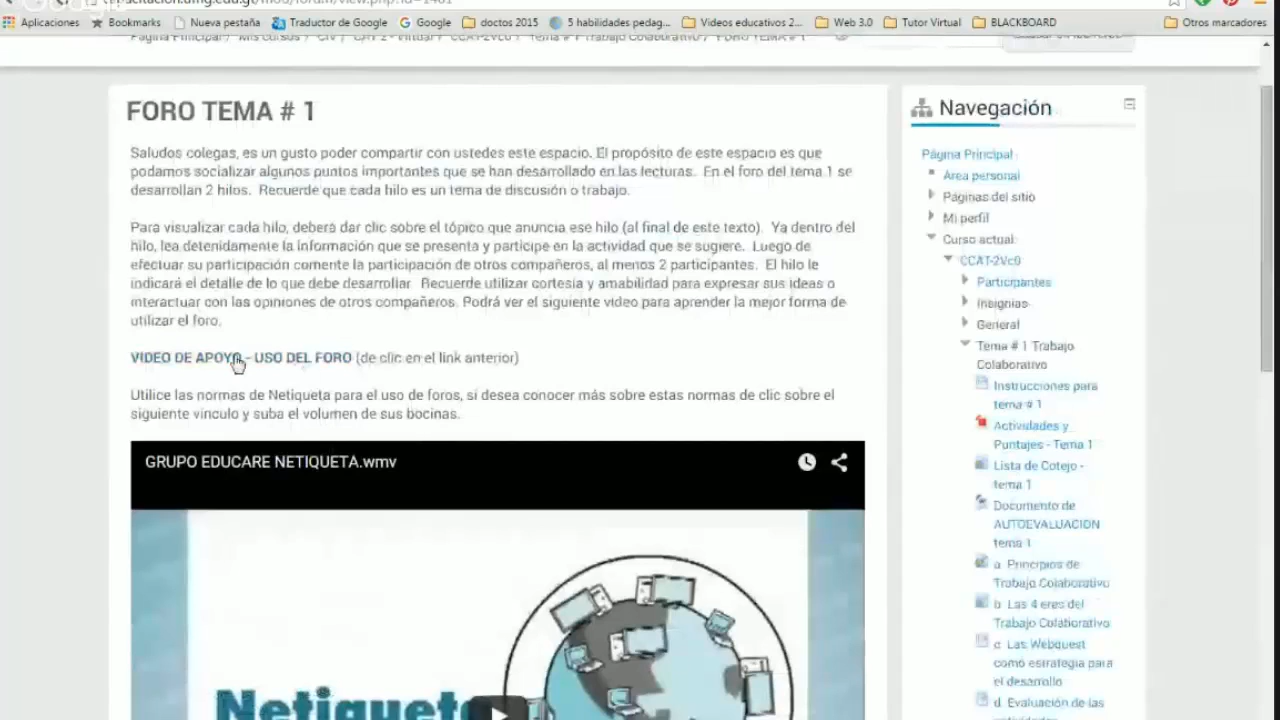 Aplicaciones Bookmarks Nueva pestaña Traductor de Google Google doctos 2015 5 habilidades pedag... Videos educativos 2... Web 3.0 Tutor Virtual BLACKBOARD Otros marcadores
FORO TEMA # 1
Saludos colegas, es un gusto poder compartir con ustedes este espacio. El propósito de este espacio es que
podamos socializar algunos puntos importantes que se han desarrollado en las lecturas. En el foro del tema 1 se
desarrollan 2 hilos. Recuerde que cada hilo es un tema de discusión o trabajo.
Para visualizar cada hilo, deberá dar clic sobre el tópico que anuncia ese hilo (al final de este texto). Ya dentro del
hilo, lea detenidamente la información que se presenta y participe en la actividad que se sugiere. Luego de
efectuar su participación comente la participación de otros compañeros, al menos 2 participantes. El hilo le
indicará el detalle de lo que debe desarrollar Recuerde utilizar cortesía y amabilidad para expresar sus ideas o
interactuar con las opiniones de otros compañeros. Podrá ver el siguiente video para aprender la mejor forma de
utilizar el foro.
VIDEO DE APOYO - USO DEL FORO (de clic en el link anterior)
Utilice las normas de Netiqueta para el uso de foros, si desea conocer más sobre estas normas de clic sobre el
siguiente vínculo y suba el volumen de sus bocinas.
GRUPO EDUCARE NETIQUETA.wmv
Netiqueta
Navegación
Página Principal
Área personal
Páginas del sitio
Mi perfil
Curso actual
CCAT-2Vc0
Participantes
Insignias
General
Tema # 1 Trabajo
Colaborativo
Instrucciones para
tema # 1
Actividades y
Puntajes - Tema 1
Lista de Cotejo -
tema 1
Documento de
AUTOEVALUACION
tema 1
a. Principios de
Trabajo Colaborativo
b. Las 4 eres del
Trabajo Colaborativo
c. Las Webquest
como estrategia para
el desarrollo
d. Evaluación de las